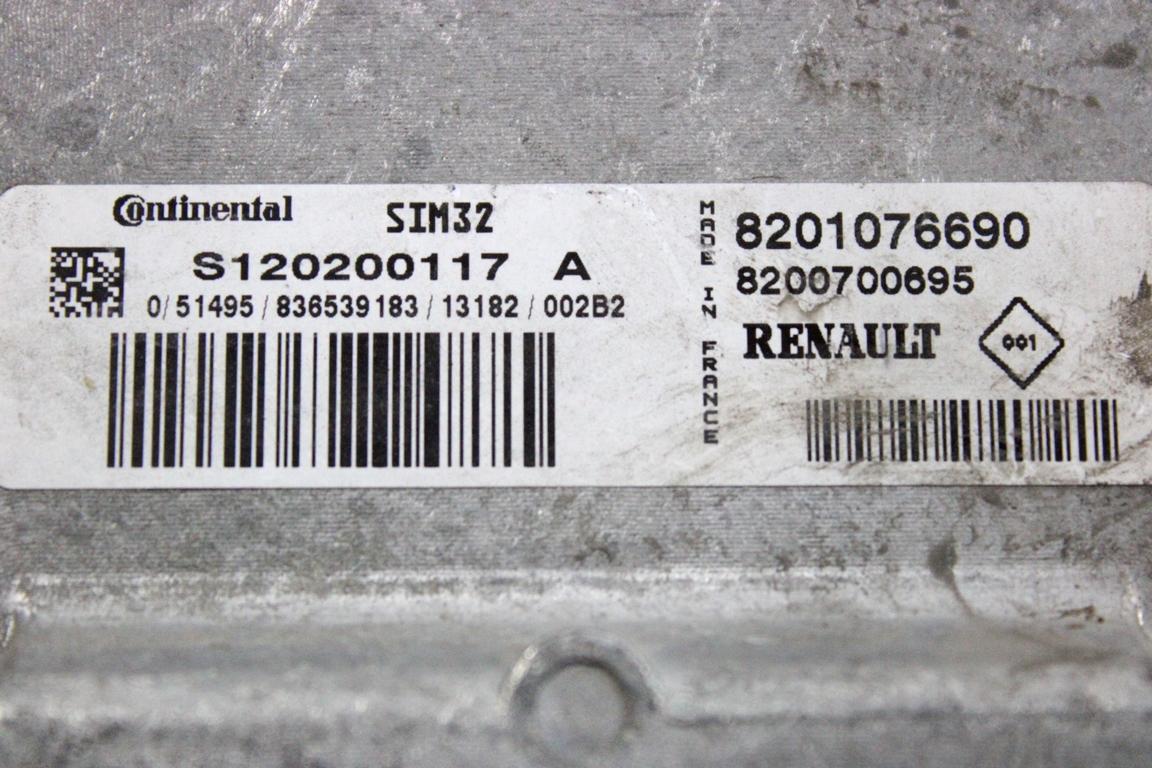 Continental SIM32
S120200117 A
0/51495/836539183/13182/002B2
MADE IN FRANCE
8201076690
8200700695
RENAULT
001